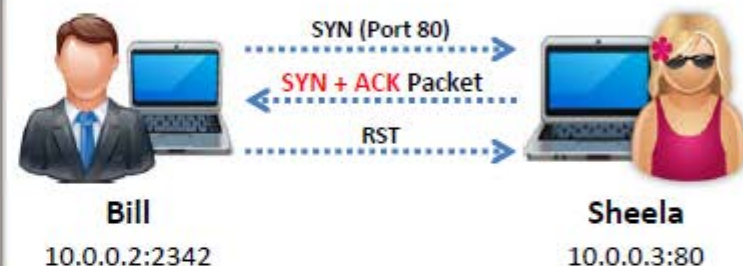 SYN (Port 80)
SYN + ACK Packet
RST
Bill
Sheela
10.0.0.2:2342
10.0.0.3:80